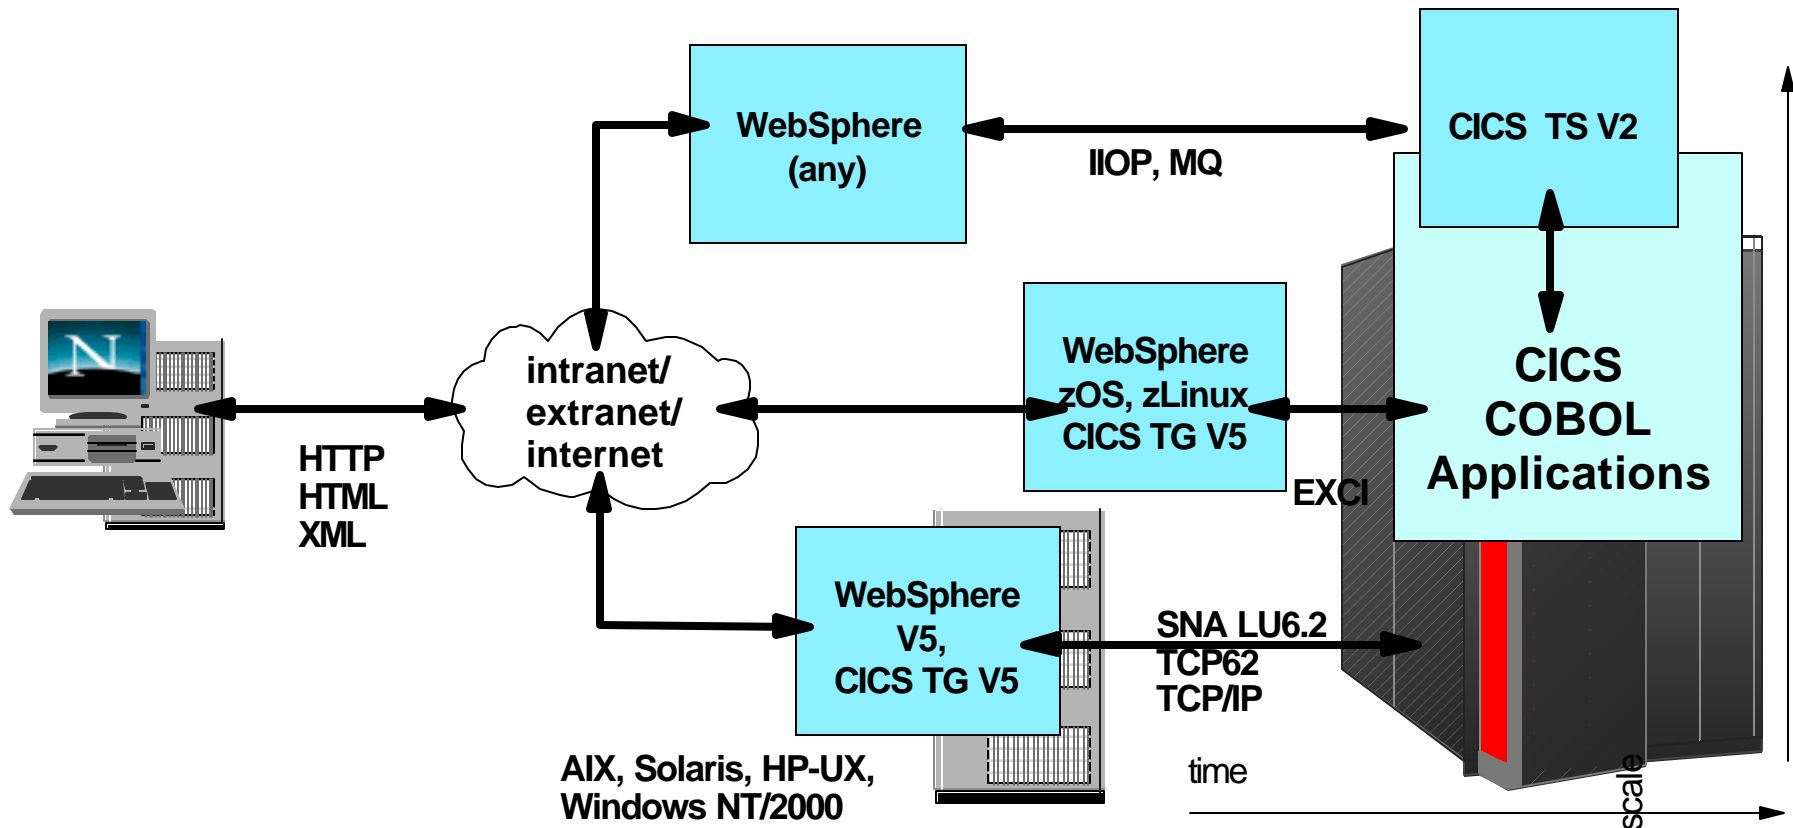 WebSphere
(any)
IIOP, MQ
CICS TS V2
N
HTTP
HTML
XML
intranet/
extranet/
internet
WebSphere
zOS, zLinux
CICS TG V5
EXCI
CICS
COBOL
Applications
WebSphere
V5,
CICS TG V5
SNA LU6.2
TCP62
TCP/IP
AIX, Solaris, HP-UX,
Windows NT/2000
time
scale